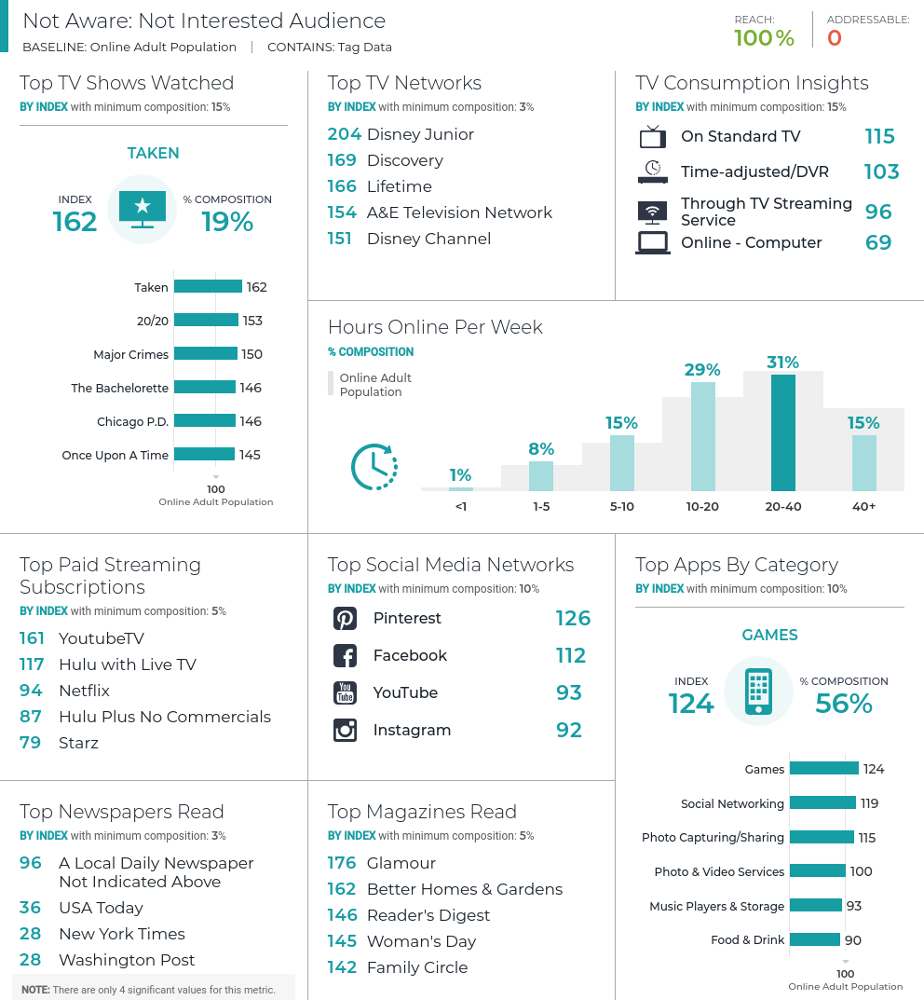 Not Aware: Not Interested Audience
BASELINE: Online Adult Population | CONTAINS: Tag Data
REACH:
100%
ADDRESSABLE:
0
Top TV Shows Watched
BY INDEX with minimum composition: 15%
TAKEN
INDEX
162
% COMPOSITION
19%
Taken 162
20/20 153
Major Crimes 150
The Bachelorette 146
Chicago P.D. 146
Once Upon A Time 145
100
Online Adult Population
Top TV Networks
BY INDEX with minimum composition: 3%
204 Disney Junior
169 Discovery
166 Lifetime
154 A&E Television Network
151 Disney Channel
TV Consumption Insights
BY INDEX with minimum composition: 15%
On Standard TV 115
Time-adjusted/DVR 103
Through TV Streaming
Service 96
Online - Computer 69
Hours Online Per Week
% COMPOSITION
Online Adult
Population
1% 8% 15% 29% 31% 15%
<1 1-5 5-10 10-20 20-40 40+
Top Paid Streaming
Subscriptions
BY INDEX with minimum composition: 5%
161 YoutubeTV
117 Hulu with Live TV
94 Netflix
87 Hulu Plus No Commercials
79 Starz
Top Social Media Networks
BY INDEX with minimum composition: 10%
Pinterest 126
Facebook 112
You
Tube
YouTube 93
Instagram 92
Top Apps By Category
BY INDEX with minimum composition: 10%
GAMES
INDEX
124
% COMPOSITION
56%
Games 124
Social Networking 119
Photo Capturing/Sharing 115
Photo & Video Services 100
Music Players & Storage 93
Food & Drink 90
100
Online Adult Population
Top Newspapers Read
BY INDEX with minimum composition: 3%
96 A Local Daily Newspaper
Not Indicated Above
36 USA Today
28 New York Times
28 Washington Post
NOTE: There are only 4 significant values for this metric.
Top Magazines Read
BY INDEX with minimum composition: 5%
176 Glamour
162 Better Homes & Gardens
146 Reader's Digest
145 Woman's Day
142 Family Circle